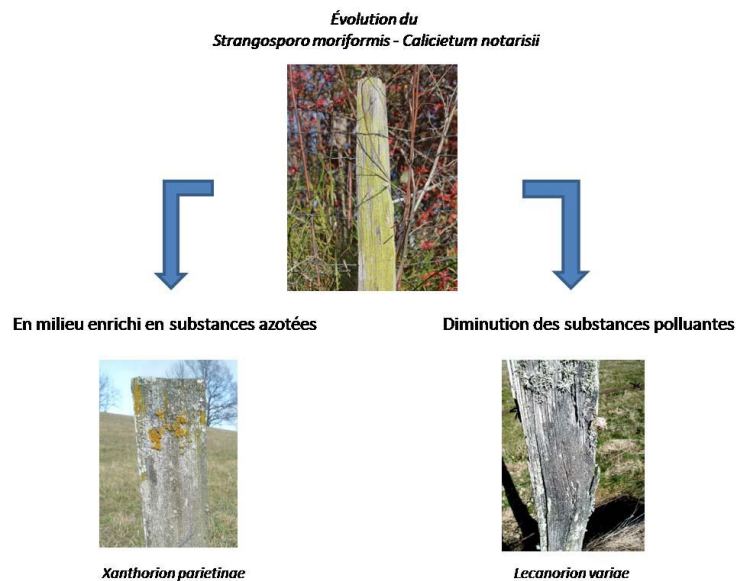 Évolution du
Strangosporo moriformis - Calicietum notarisii
En milieu enrichi en substances azotées
Diminution des substances polluantes
Xanthorion parietinae
Lecanorion variae